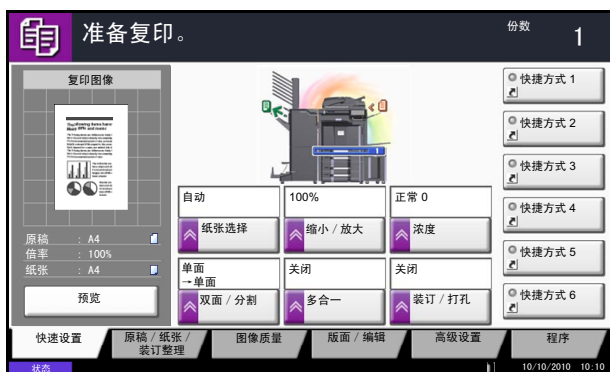 准备复印。
份数
1
复印图像
原稿 : A4
倍率 : 100%
纸张 : A4
预览
自动
纸张选择
100%
缩小 / 放大
正常 0
浓度
单面
→单面
双面 / 分割
关闭
多合一
关闭
装订 / 打孔
快捷方式 1
快捷方式 2
快捷方式 3
快捷方式 4
快捷方式 5
快捷方式 6
快速设置
原稿 / 纸张 /
装订整理
图像质量
版面 / 编辑
高级设置
程序
状态
10/10/2010 10:10